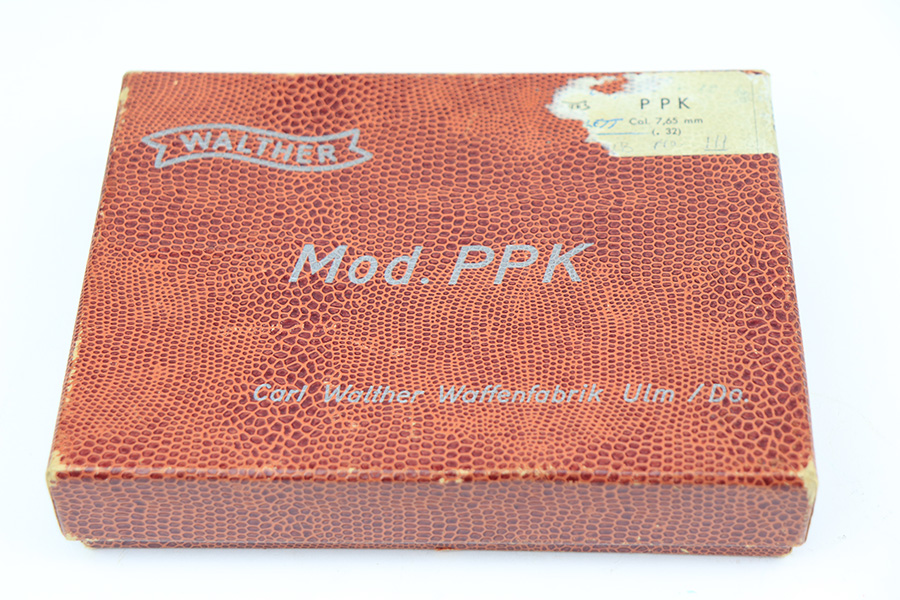 PPK
Cal. 7,65 mm
(. 32)
WALTHER
Mod. PPK
Carl Walther Waffenfabrik Ulm / Do.